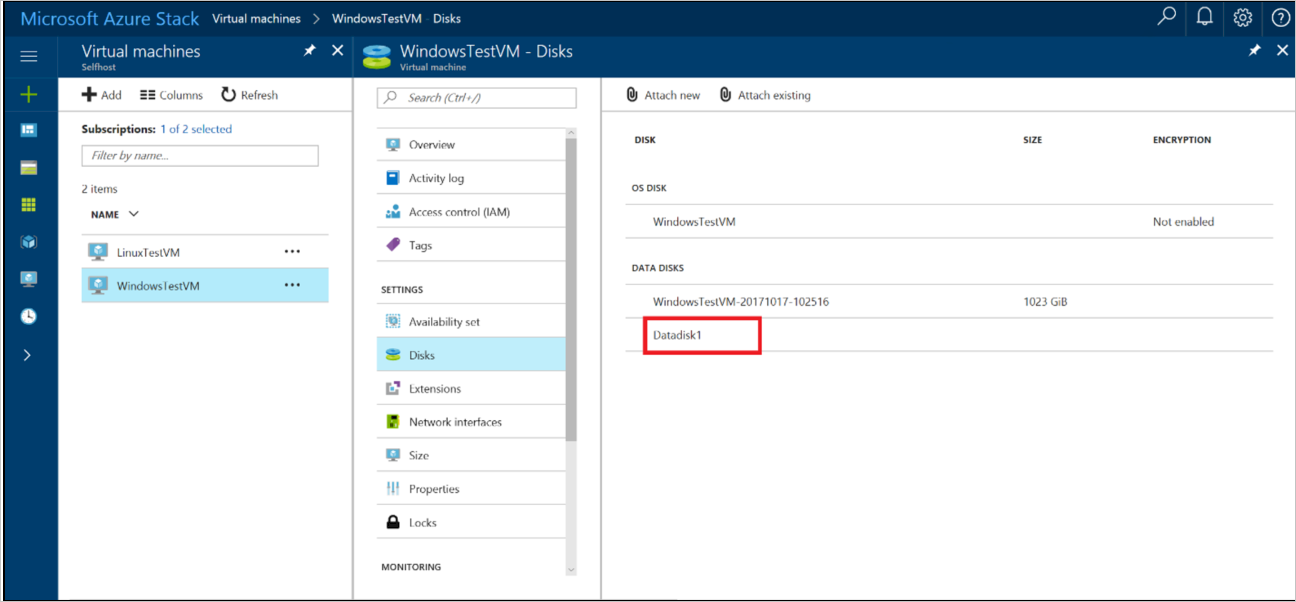 Microsoft Azure Stack Virtual machines > WindowsTestVM - Disks
Virtual machines
Selfhost
Add Columns Refresh
Subscriptions: 1 of 2 selected
Filter by name...
2 items
NAME
LinuxTestVM
WindowsTestVM
WindowsTestVM - Disks
Virtual machine
Search (Ctrl+/)
Overview
Activity log
Access control (IAM)
Tags
SETTINGS
Availability set
Disks
Extensions
Network interfaces
Size
Properties
Locks
MONITORING
Attach new Attach existing
DISK SIZE ENCRYPTION
OS DISK
WindowsTestVM Not enabled
DATA DISKS
WindowsTestVM-20171017-102516 1023 GiB
Datadisk1